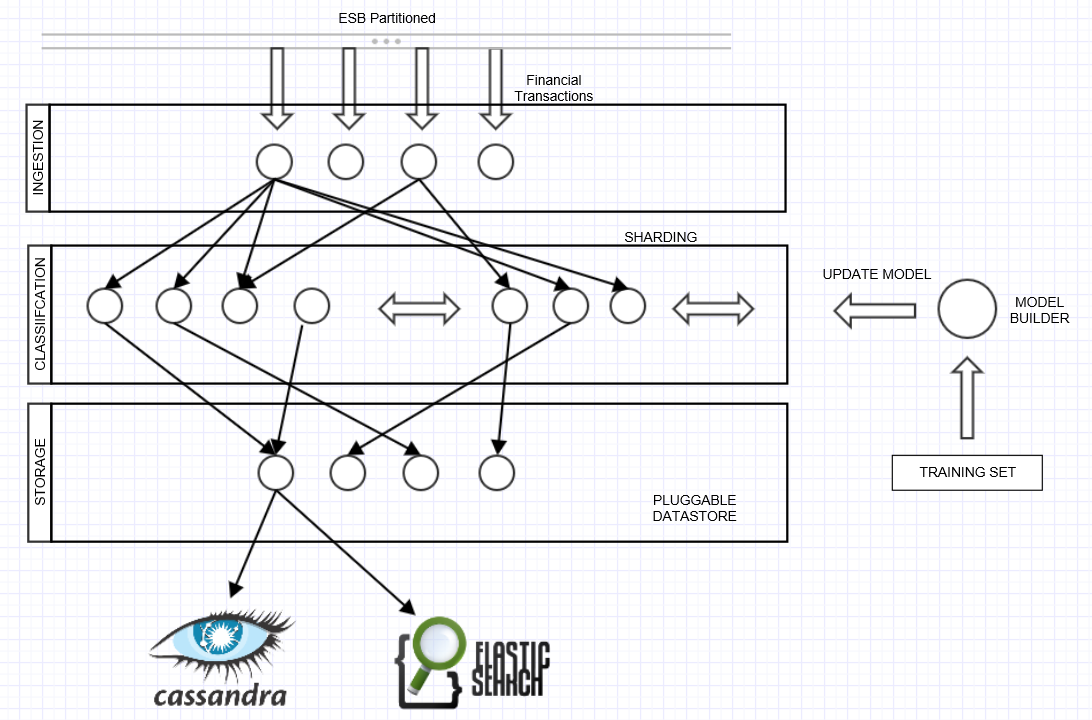 ESB Partitioned
Financial
Transactions
INGESTION
SHARDING
CLASSIIFCATION
UPDATE MODEL
MODEL
BUILDER
STORAGE
TRAINING SET
PLUGGABLE
DATASTORE
cassandra
ELASTIC
SEARCH